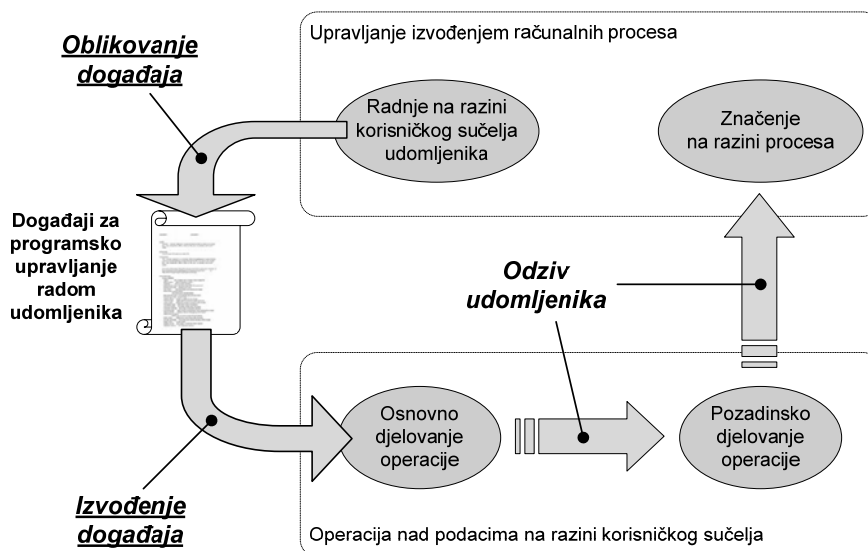 Oblikovanje
događaja
Upravljanje izvođenjem računalnih procesa
Radnje na razini
korisničkog sučelja
udomljenika
Značenje
na razini procesa
Događaji za
programsko
upravljanje
radom
udomljenika
Odziv
udomljenika
Osnovno
djelovanje
operacije
Pozadinsko
djelovanje
operacije
Izvođenje
događaja
Operacija nad podacima na razini korisničkog sučelja